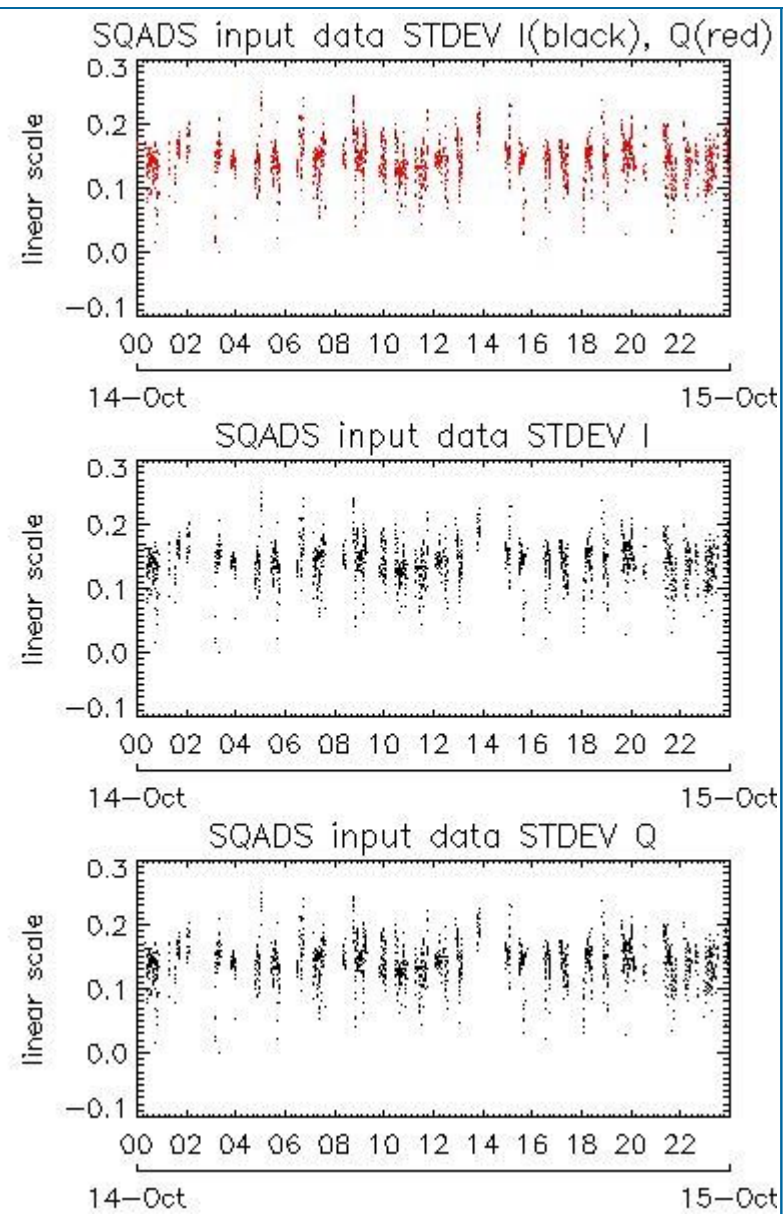 SQADS input data STDEV I(black), Q(red)
0.3
0.2
0.1
0.0
−0.1
linear scale
00 02 04 06 08 10 12 14 16 18 20 22
14−Oct 15−Oct
SQADS input data STDEV I
0.3
0.2
0.1
0.0
−0.1
linear scale
00 02 04 06 08 10 12 14 16 18 20 22
14−Oct 15−Oct
SQADS input data STDEV Q
0.3
0.2
0.1
0.0
−0.1
linear scale
00 02 04 06 08 10 12 14 16 18 20 22
14−Oct 15−Oct